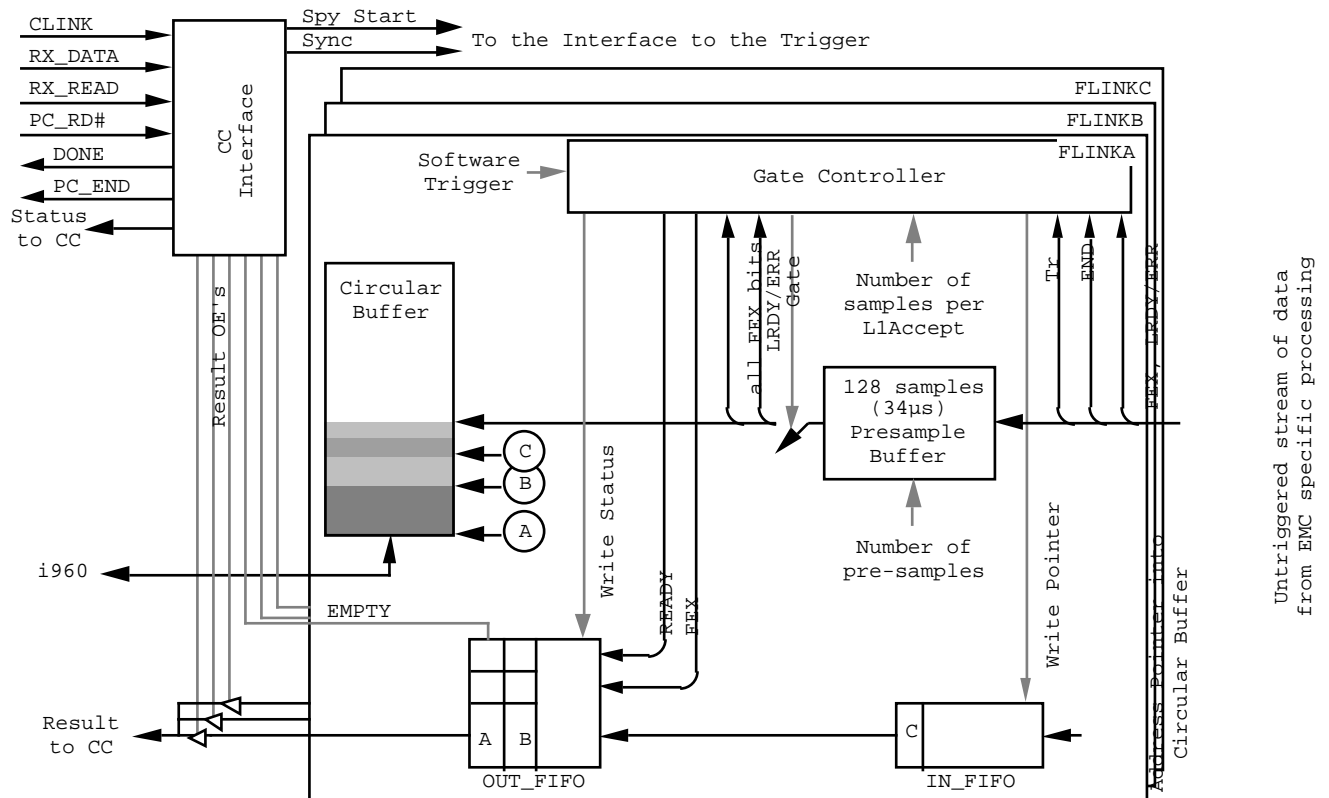 CLINK
RX_DATA
RX_READ
PC_RD#
DONE
PC_END
Status
to CC
CC
Interface
Spy Start
Sync
To the Interface to the Trigger
FLINKC
FLINKB
FLINKA
Software
Trigger
Gate Controller
Circular
Buffer
Result OE's
all FEX bits
LRDY/ERR
Gate
Number of
samples per
L1Accept
Tr
END
FEX, LRDY/ERR
128 samples
(34µs)
Presample
Buffer
Untriggered stream of data
from EMC specific processing
C
B
A
Number of
pre-samples
Write Status
READY
FEX
Write Pointer
Address Pointer into
Circular Buffer
i960
EMPTY
Result
to CC
A
B
OUT_FIFO
C
IN_FIFO